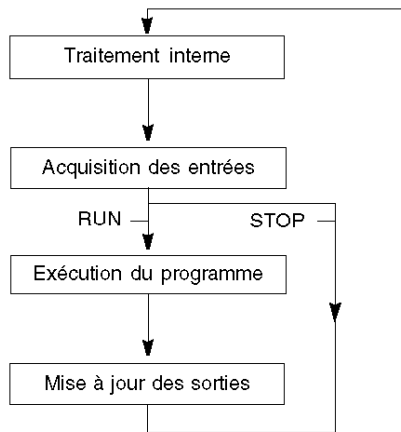 Traitement interne
Acquisition des entrées
RUN
STOP
Exécution du programme
Mise à jour des sorties